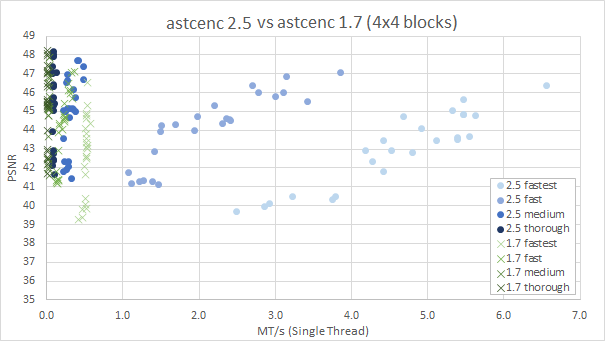 astcenc 2.5 vs astcenc 1.7 (4x4 blocks)
49
48
47
46
45
44
43
42
41
40
39
38
37
36
35
PSNR
2.5 fastest
2.5 fast
2.5 medium
2.5 thorough
1.7 fastest
1.7 fast
1.7 medium
1.7 thorough
0.0 1.0 2.0 3.0 4.0 5.0 6.0 7.0
MT/s (Single Thread)